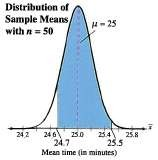 Distribution of
Sample Means
with n = 50
μ = 25
24.2 24.6 25.0 25.4 25.8 x̄
24.7 25.5
Mean time (in minutes)